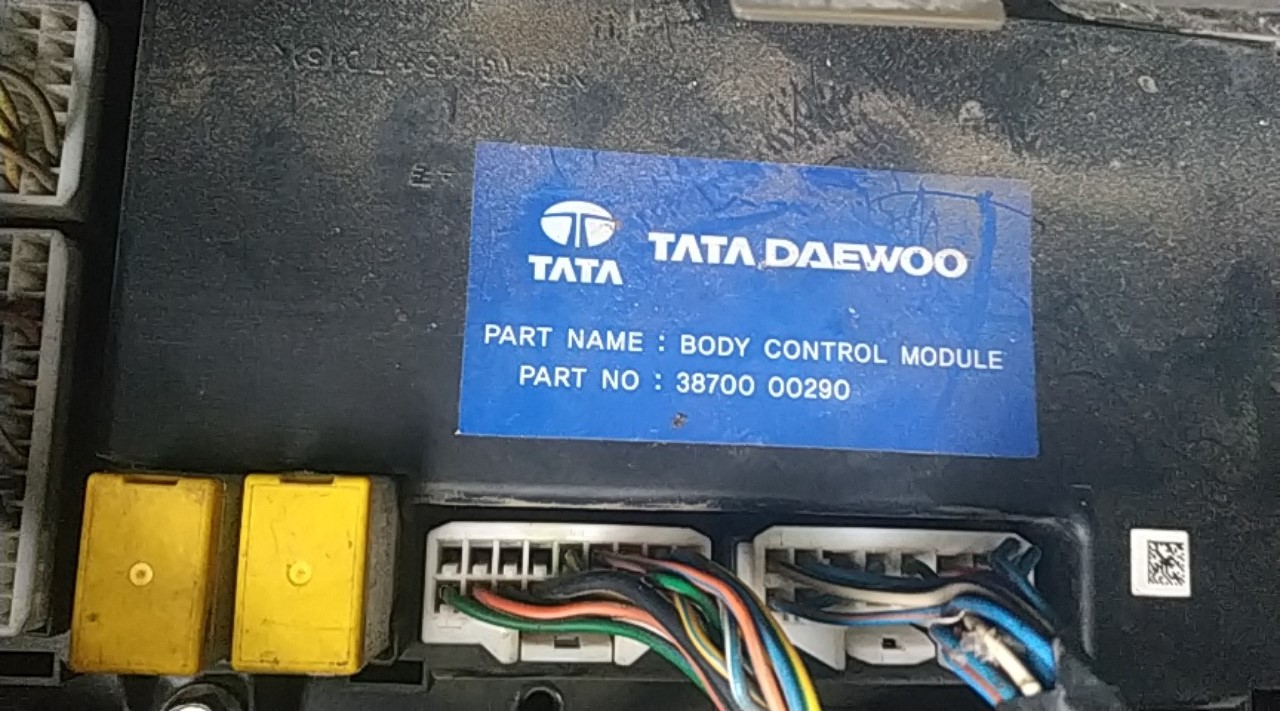 TATA
TATA DAEWOO
PART NAME : BODY CONTROL MODULE
PART NO : 38700 00290